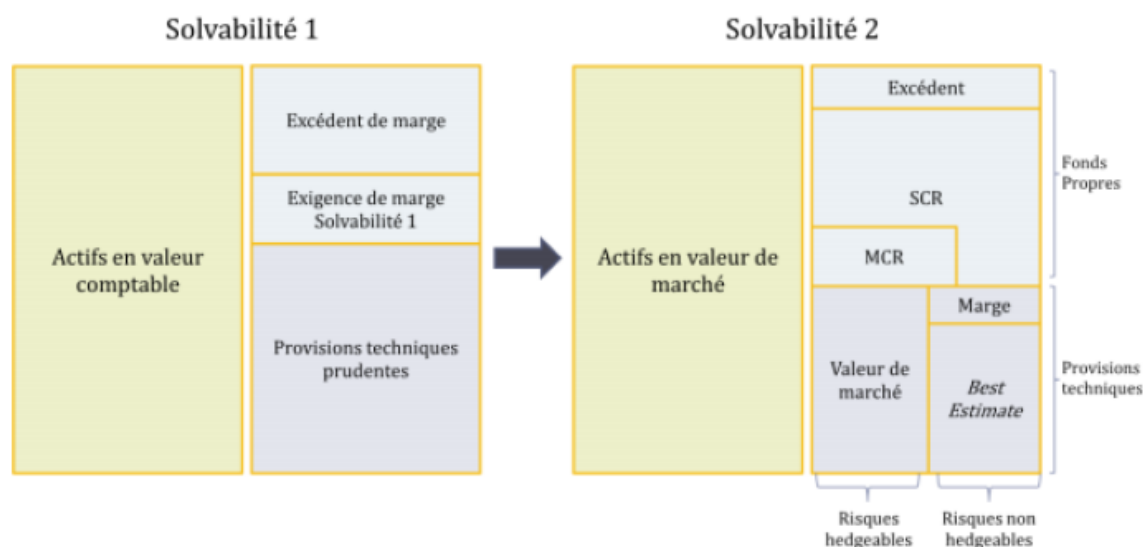 Solvabilité 1
Actifs en valeur
comptable
Excédent de marge
Exigence de marge
Solvabilité 1
Provisions techniques
prudentes
Solvabilité 2
Actifs en valeur de
marché
Excédent
SCR
MCR
Marge
Valeur de
marché
Best
Estimate
Fonds
Propres
Provisions
techniques
Risques
hedgeables
Risques non
hedgeables